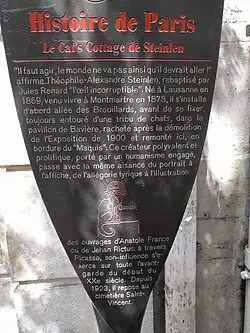 Histoire de Paris
Le Cat's Cottage de Steinlen
"Il faut agir, le monde ne va pas ainsi qu'il devrait aller !"
affirme Théophile-Alexandre Steinlen, rebaptisé par
Jules Renard "l'œil incorruptible". Né à Lausanne en
1859, venu vivre à Montmartre en 1878, il s'installa
d'abord allée des Brouillards, avant de se fixer,
toujours entouré d'une tribu de chats, dans le
pavillon de Bavière, racheté après la démolition
de l'Exposition de 1900 et remonté ici, en
bordure du "Maquis". Ce créateur polyvalent et
prolifique, porté par un humanisme engagé,
passe avec la même aisance du portrait à
l'affiche, de l'allégorie lyrique à l'illustration
des ouvrages d'Anatole France
ou de Jehan Rictus: à travers
Picasso, son influence s'e-
xerce sur toute l'avant-
garde du début du
XXe siècle. Depuis
1923, il repose au
cimetière Saint-
Vincent.